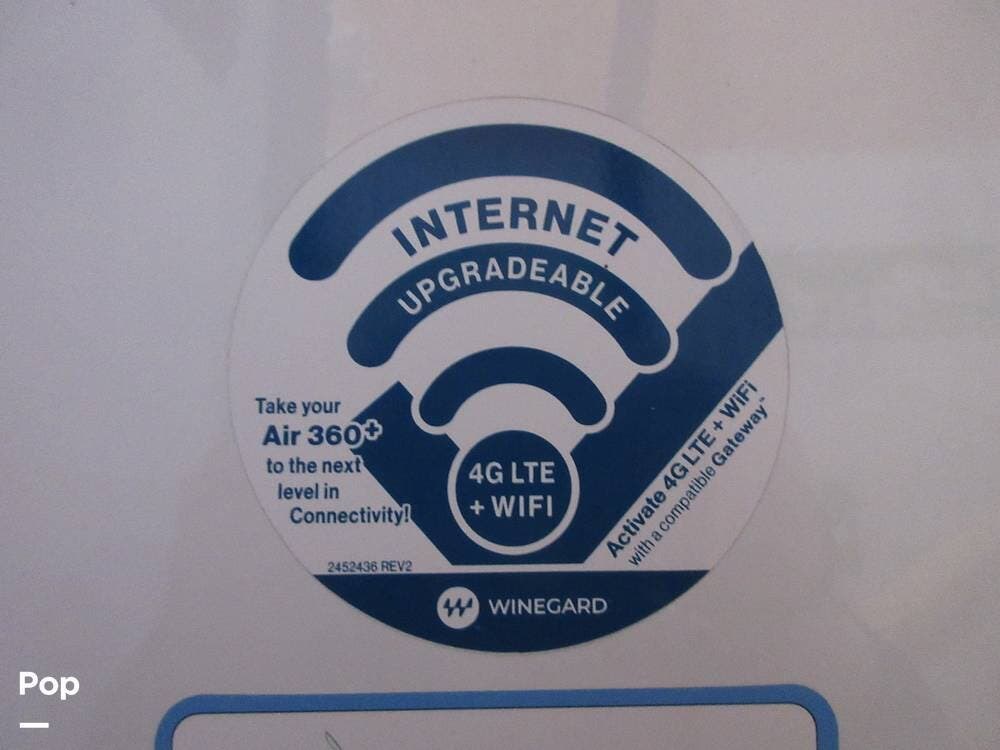 INTERNET
UPGRADEABLE
4G LTE
+ WIFI
Take your
Air 360+
to the next
level in
Connectivity!
Activate 4G LTE + WiFi
with a compatible Gateway™
2452436 REV2
WINEGARD
Pop